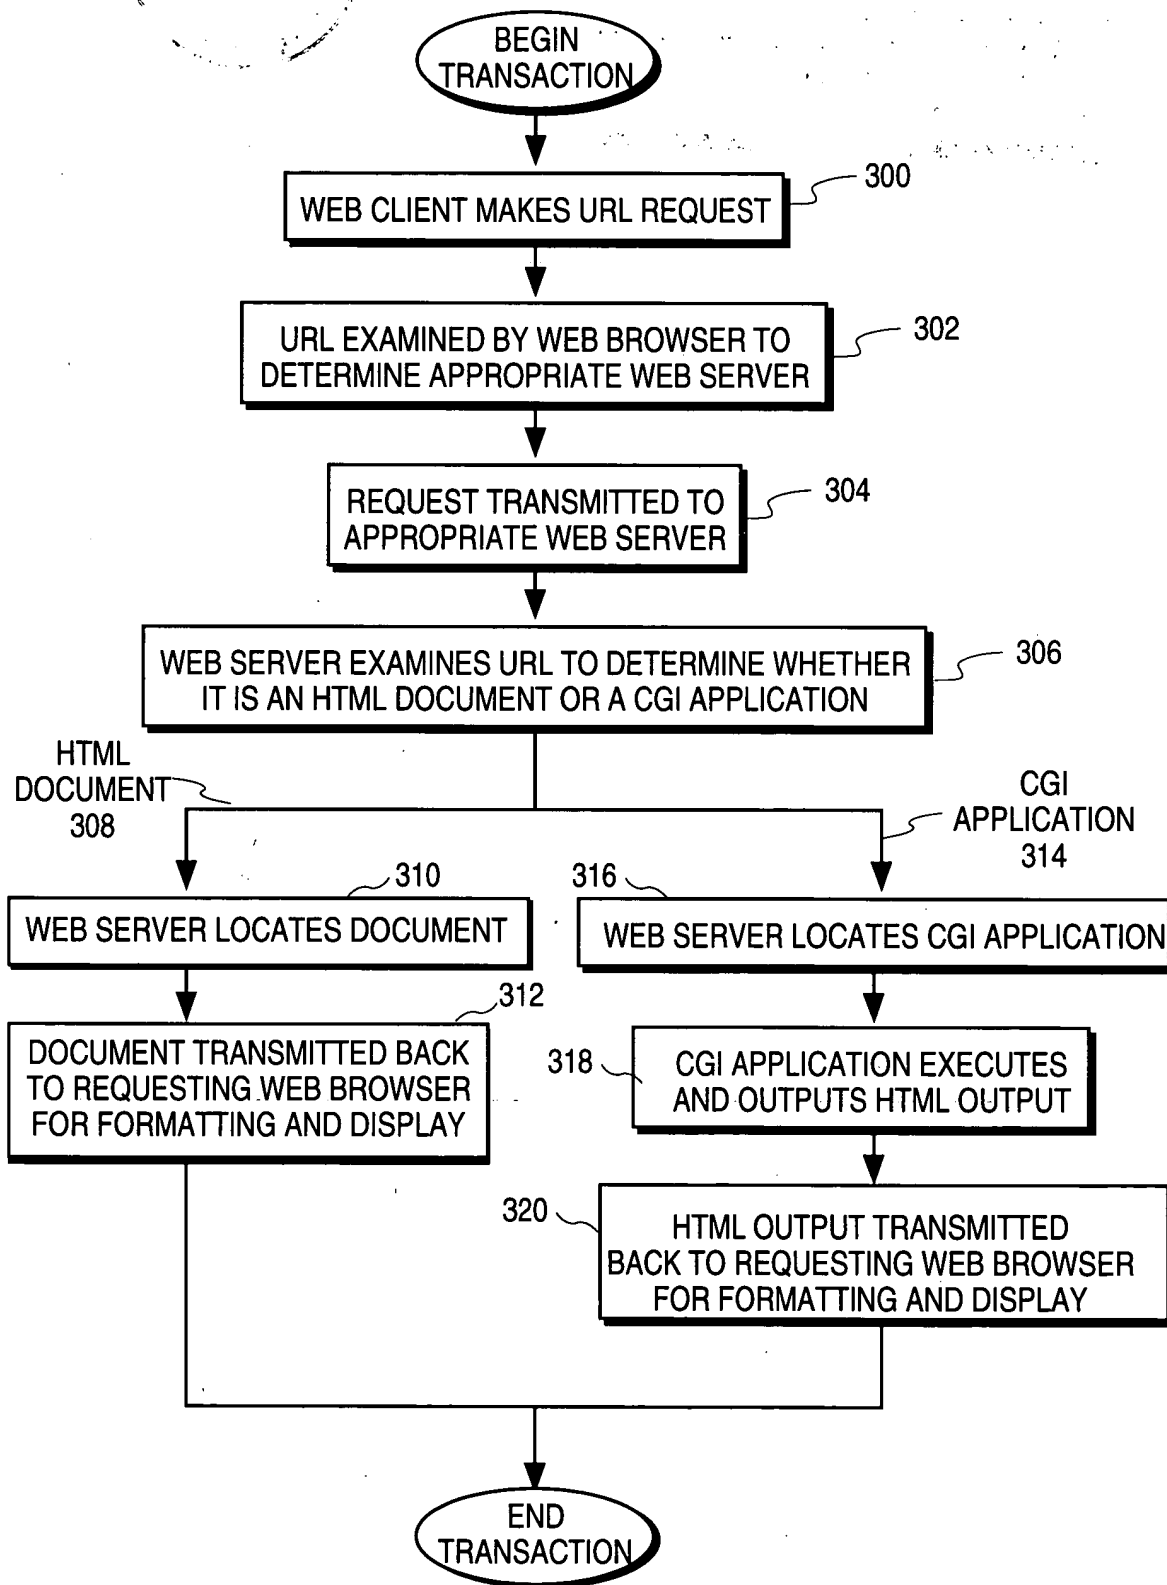 BEGIN
TRANSACTION
300
WEB CLIENT MAKES URL REQUEST
302
URL EXAMINED BY WEB BROWSER TO
DETERMINE APPROPRIATE WEB SERVER
304
REQUEST TRANSMITTED TO
APPROPRIATE WEB SERVER
306
WEB SERVER EXAMINES URL TO DETERMINE WHETHER
IT IS AN HTML DOCUMENT OR A CGI APPLICATION
HTML
DOCUMENT
308
CGI
APPLICATION
314
310
WEB SERVER LOCATES DOCUMENT
312
DOCUMENT TRANSMITTED BACK
TO REQUESTING WEB BROWSER
FOR FORMATTING AND DISPLAY
316
WEB SERVER LOCATES CGI APPLICATION
318
CGI APPLICATION EXECUTES
AND OUTPUTS HTML OUTPUT
320
HTML OUTPUT TRANSMITTED
BACK TO REQUESTING WEB BROWSER
FOR FORMATTING AND DISPLAY
END
TRANSACTION